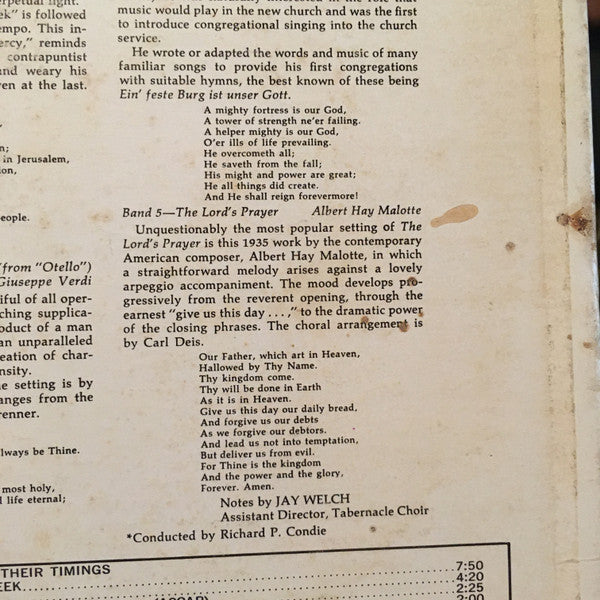 rpetual light.
ek" is followed
empo. This in-
ercy," reminds
contrapuntist
and weary his
en at the last.
n;
in Jerusalem,
ion,
eople.
(from "Otello")
Giuseppe Verdi
iful of all oper-
ching supplica-
oduct of a man
an unparalleled
eation of char-
nsity.
e setting is by
anges from the
renner.
lways be Thine.
most holy,
l life eternal;
music would play in the new church and was the first
to introduce congregational singing into the church
service.
He wrote or adapted the words and music of many
familiar songs to provide his first congregations
with suitable hymns, the best known of these being
Ein' feste Burg ist unser Gott.
A mighty fortress is our God,
A tower of strength ne'er failing.
A helper mighty is our God,
O'er ills of life prevailing.
He overcometh all;
He saveth from the fall;
His might and power are great;
He all things did create.
And He shall reign forevermore!
Band 5—The Lord's Prayer Albert Hay Malotte
Unquestionably the most popular setting of The
Lord's Prayer is this 1935 work by the contemporary
American composer, Albert Hay Malotte, in which
a straightforward melody arises against a lovely
arpeggio accompaniment. The mood develops pro-
gressively from the reverent opening, through the
earnest "give us this day . . . ," to the dramatic power
of the closing phrases. The choral arrangement is
by Carl Deis.
Our Father, which art in Heaven,
Hallowed by Thy Name.
Thy kingdom come.
Thy will be done in Earth
As it is in Heaven.
Give us this day our daily bread,
And forgive us our debts
As we forgive our debtors.
And lead us not into temptation,
But deliver us from evil.
For Thine is the kingdom
And the power and the glory,
Forever. Amen.
Notes by JAY WELCH
Assistant Director, Tabernacle Choir
*Conducted by Richard P. Condie
THEIR TIMINGS
7:50
EEK 4:20
2:25
(ASCAP) 2:00